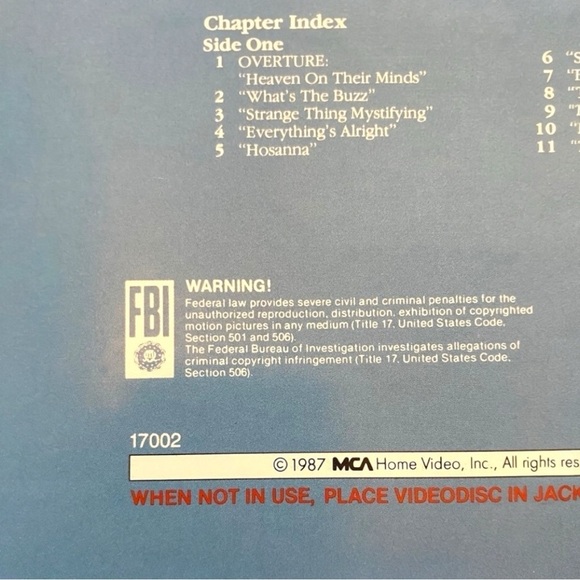 Chapter Index
Side One
1 OVERTURE:
"Heaven On Their Minds"
2 "What's The Buzz"
3 "Strange Thing Mystifying"
4 "Everything's Alright"
5 "Hosanna"
6
7
8
9
10
11
FBI
WARNING!
Federal law provides severe civil and criminal penalties for the
unauthorized reproduction, distribution, exhibition of copyrighted
motion pictures in any medium (Title 17, United States Code,
Section 501 and 506).
The Federal Bureau of Investigation investigates allegations of
criminal copyright infringement (Title 17, United States Code,
Section 506).
17002
© 1987 MCA Home Video, Inc., All rights res
WHEN NOT IN USE, PLACE VIDEODISC IN JACK